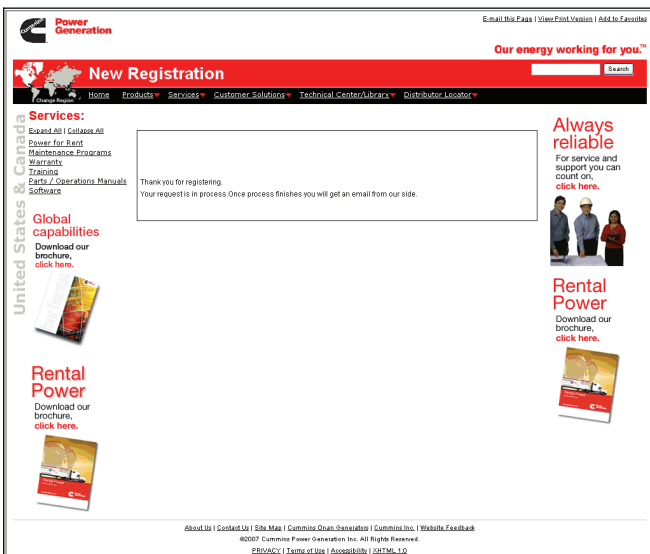 Power
Generation
E-mail this Page | View Print Version | Add to Favorites
Our energy working for you.™
New Registration
Search
Change Region
Home Products Services Customer Solutions Technical Center/Library Distributor Locator
United States & Canada
Services:
Expand All | Collapse All
Power for Rent
Maintenance Programs
Warranty
Training
Parts / Operations Manuals
Software
Thank you for registering.
Your request is in process.Once process finishes you will get an email from our side.
Global
capabilities
Download our
brochure,
click here.
Rental
Power
Download our
brochure,
click here.
Always
reliable
For service and
support you can
count on,
click here.
Rental
Power
Download our
brochure,
click here.
About Us | Contact Us | Site Map | Cummins Onan Generators | Cummins Inc. | Website Feedback
©2007 Cummins Power Generation Inc. All Rights Reserved.
PRIVACY | Terms of Use | Accessibility | XHTML 1.0